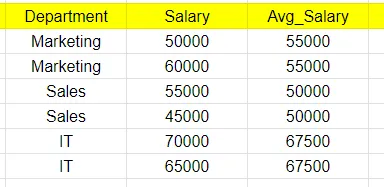 Department Salary Avg_Salary
Marketing 50000 55000
Marketing 60000 55000
Sales 55000 50000
Sales 45000 50000
IT 70000 67500
IT 65000 67500